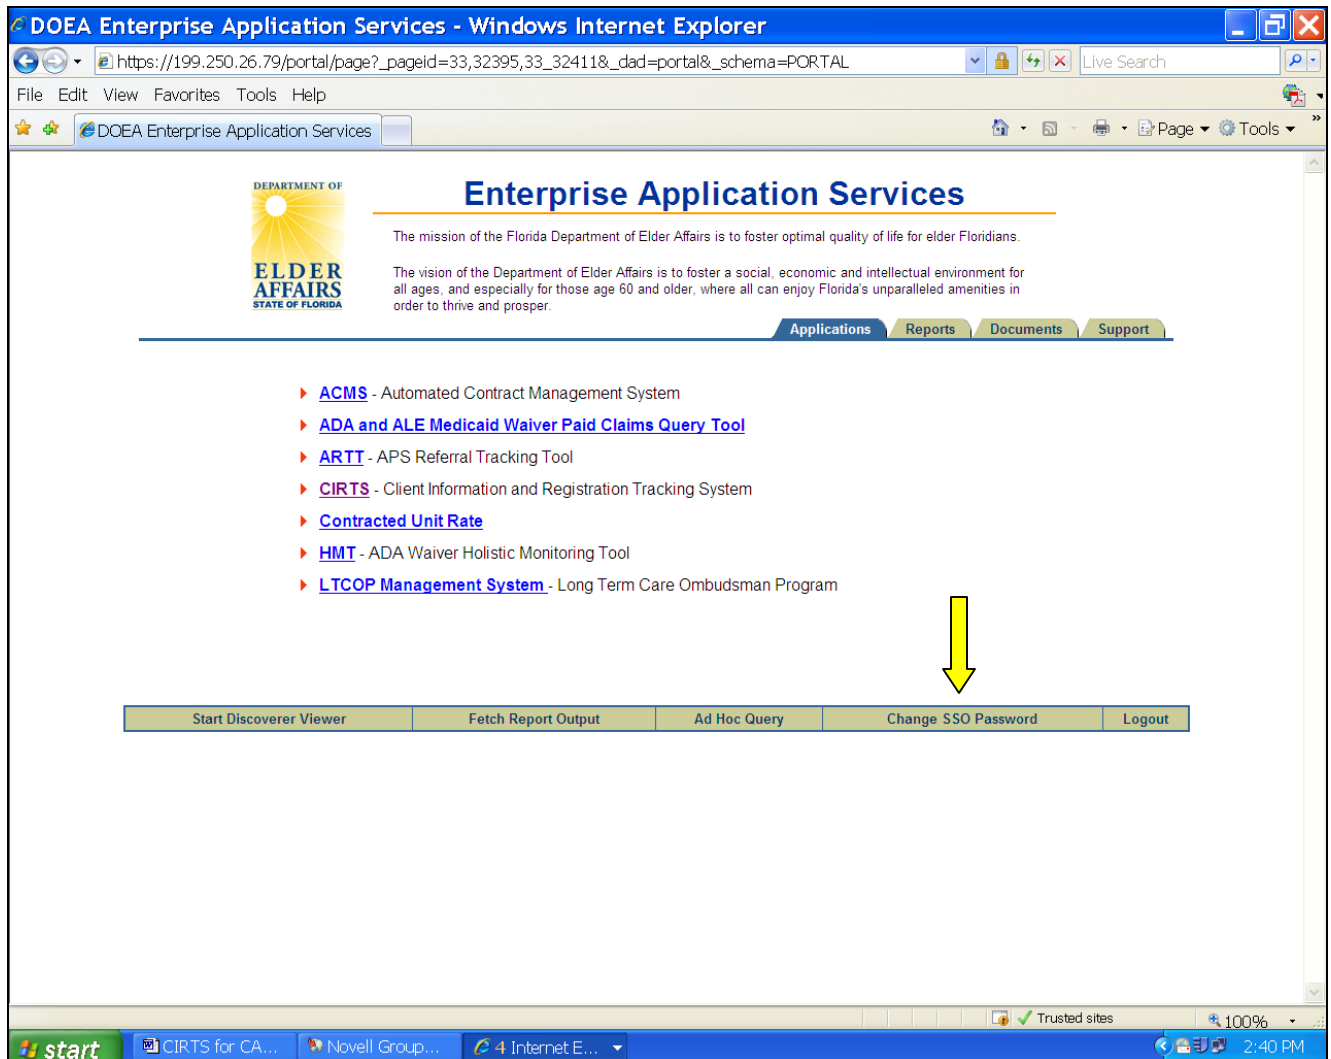 DOEA Enterprise Application Services - Windows Internet Explorer
https://199.250.26.79/portal/page?_pageid=33,32395,33_32411&_dad=portal&_schema=PORTAL
Live Search
File Edit View Favorites Tools Help
DOEA Enterprise Application Services
Page Tools
DEPARTMENT OF
ELDER
AFFAIRS
STATE OF FLORIDA
Enterprise Application Services
The mission of the Florida Department of Elder Affairs is to foster optimal quality of life for elder Floridians.
The vision of the Department of Elder Affairs is to foster a social, economic and intellectual environment for
all ages, and especially for those age 60 and older, where all can enjoy Florida's unparalleled amenities in
order to thrive and prosper.
Applications Reports Documents Support
ACMS - Automated Contract Management System
ADA and ALE Medicaid Waiver Paid Claims Query Tool
ARTT - APS Referral Tracking Tool
CIRTS - Client Information and Registration Tracking System
Contracted Unit Rate
HMT - ADA Waiver Holistic Monitoring Tool
LTCOP Management System - Long Term Care Ombudsman Program
Start Discoverer Viewer Fetch Report Output Ad Hoc Query Change SSO Password Logout
Trusted sites 100%
start CIRTS for CA... Novell Group... 4 Internet E... 2:40 PM